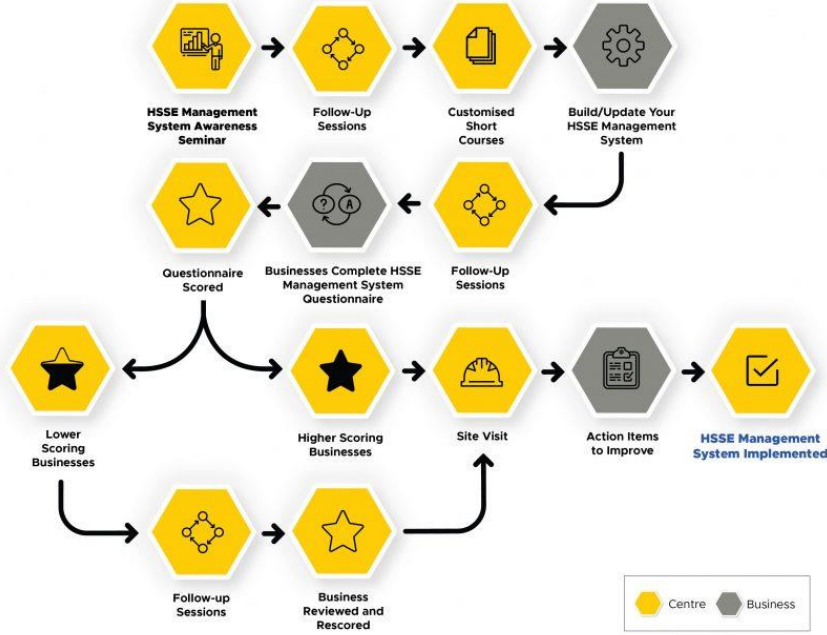 HSSE Management
System Awareness
Seminar
Follow-Up
Sessions
Customised
Short
Courses
Build/Update Your
HSSE Management
System
Questionnaire
Scored
?
A
Businesses Complete HSSE
Management System
Questionnaire
Follow-Up
Sessions
Lower
Scoring
Businesses
Higher Scoring
Businesses
Site Visit
Action Items
to Improve
HSSE Management
System Implemented
Follow-up
Sessions
Business
Reviewed and
Rescored
Centre
Business